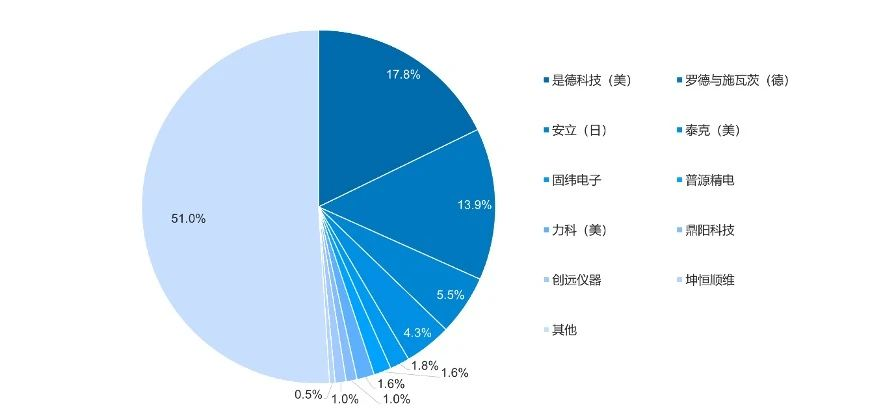 17.8%
13.9%
5.5%
4.3%
1.8%
1.6%
1.6%
1.0%
1.0%
0.5%
51.0%
是德科技（美） 罗德与施瓦茨（德）
安立（日） 泰克（美）
固纬电子 普源精电
力科（美） 鼎阳科技
创远仪器 坤恒顺维
其他